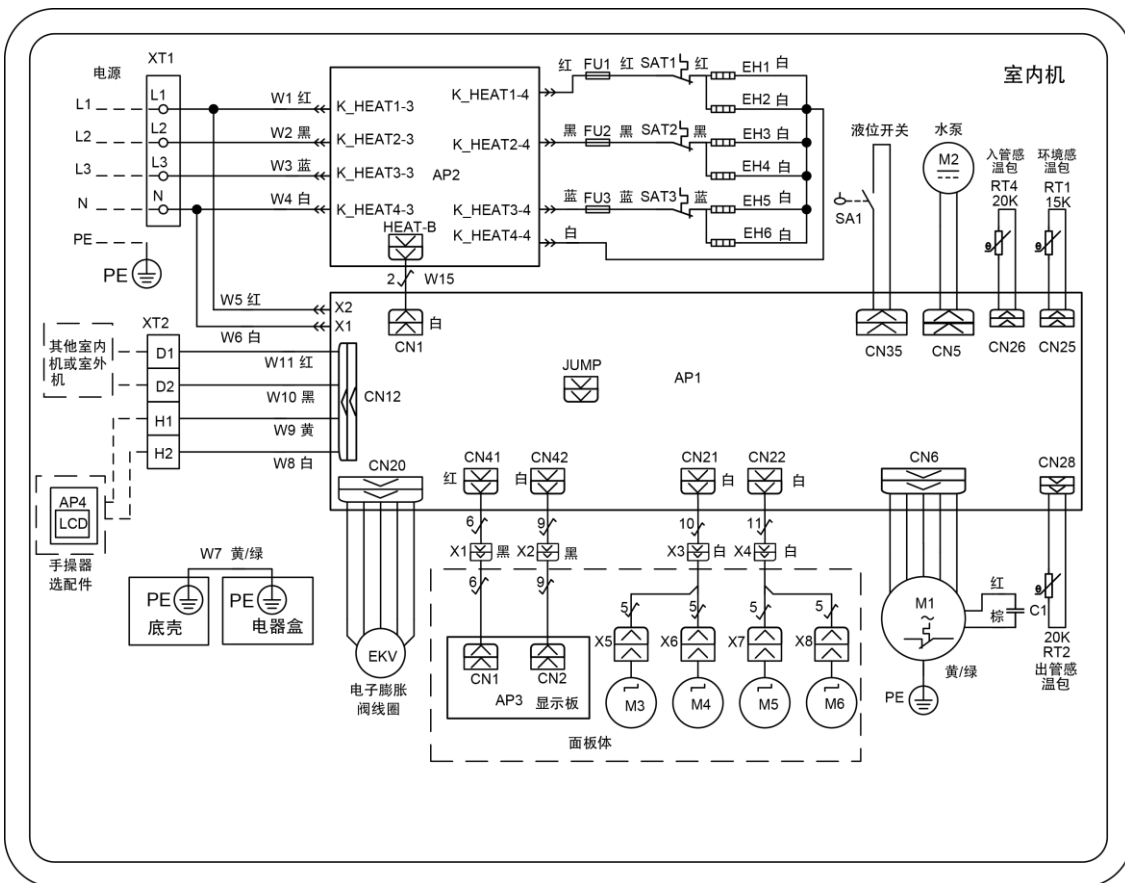 室内机
电源
XT1
L1
L2
L3
N
PE
L1
L2
L3
N
PE
W1 红
W2 黑
W3 蓝
W4 白
K_HEAT1-3
K_HEAT2-3
K_HEAT3-3
K_HEAT4-3
AP2
K_HEAT1-4
K_HEAT2-4
K_HEAT3-4
K_HEAT4-4
HEAT-B
红 FU1 红 SAT1 红 EH1 白
EH2 白
黑 FU2 黑 SAT2 黑 EH3 白
EH4 白
蓝 FU3 蓝 SAT3 蓝 EH5 白
EH6 白
白
2 W15
液位开关
SA1
水泵
M2
入管感
温包
RT4
20K
环境感
温包
RT1
15K
W5 红
W6 白
X2
X1
CN1 白
CN35
CN5
CN26
CN25
XT2
其他室内
机或室外
机
D1
D2
H1
H2
W11 红
W10 黑
W9 黄
W8 白
CN12
JUMP
AP1
AP4
LCD
手操器
选配件
CN20
CN41
红
CN42
白
CN21
白
CN22
白
CN6
CN28
6
9
10
11
X1 黑
X2 黑
X3 白
X4 白
6
9
5
5
5
5
W7 黄/绿
PE
底壳
PE
电器盒
EKV
电子膨胀
阀线圈
CN1
CN2
AP3 显示板
X5
X6
X7
X8
M3
M4
M5
M6
面板体
M1
~
红
棕
C1
黄/绿
PE
20K
RT2
出管感
温包